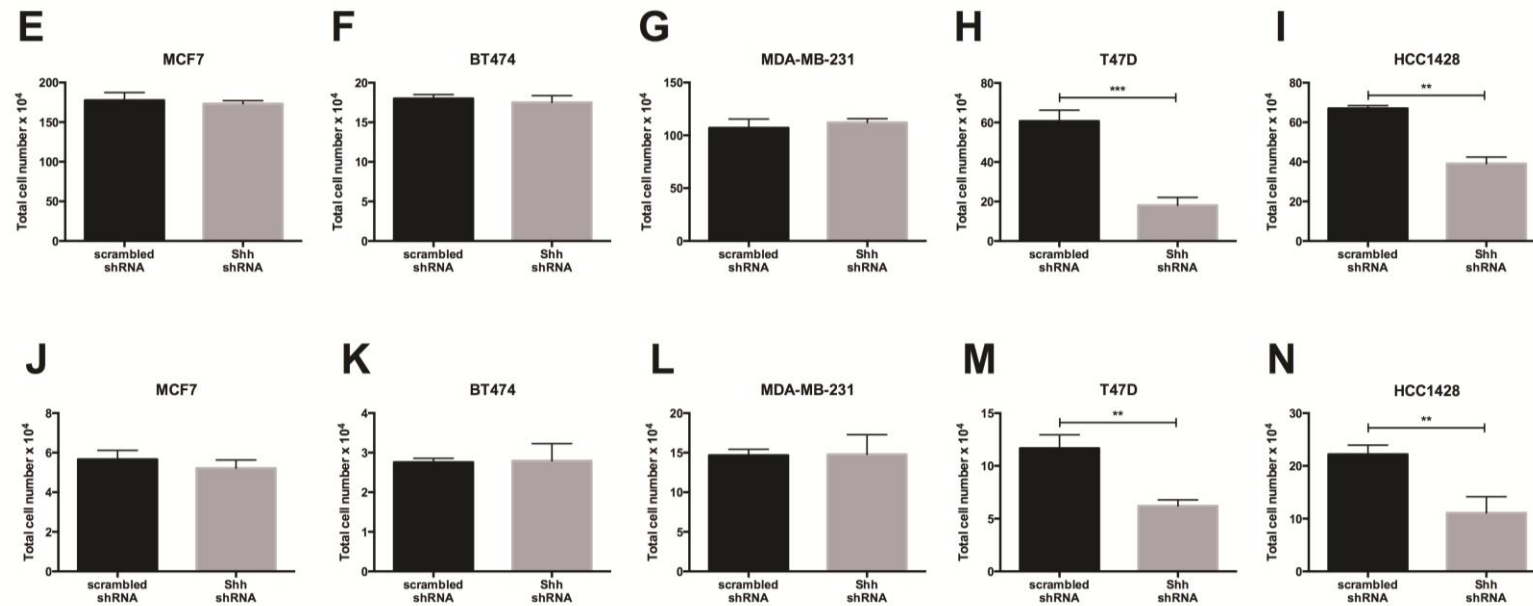 E
MCF7
Total cell number x 10⁴
200
150
100
50
0
scrambled
shRNA
Shh
shRNA
F
BT474
Total cell number x 10⁴
20
15
10
5
0
scrambled
shRNA
Shh
shRNA
G
MDA-MB-231
Total cell number x 10⁴
150
100
50
0
scrambled
shRNA
Shh
shRNA
H
T47D
Total cell number x 10⁴
80
60
40
20
0
***
scrambled
shRNA
Shh
shRNA
I
HCC1428
Total cell number x 10⁴
80
60
40
20
0
**
scrambled
shRNA
Shh
shRNA
J
MCF7
Total cell number x 10⁴
8
6
4
2
0
scrambled
shRNA
Shh
shRNA
K
BT474
Total cell number x 10⁴
4
3
2
1
0
scrambled
shRNA
Shh
shRNA
L
MDA-MB-231
Total cell number x 10⁴
20
15
10
5
0
scrambled
shRNA
Shh
shRNA
M
T47D
Total cell number x 10⁴
15
10
5
0
**
scrambled
shRNA
Shh
shRNA
N
HCC1428
Total cell number x 10⁴
30
20
10
0
**
scrambled
shRNA
Shh
shRNA